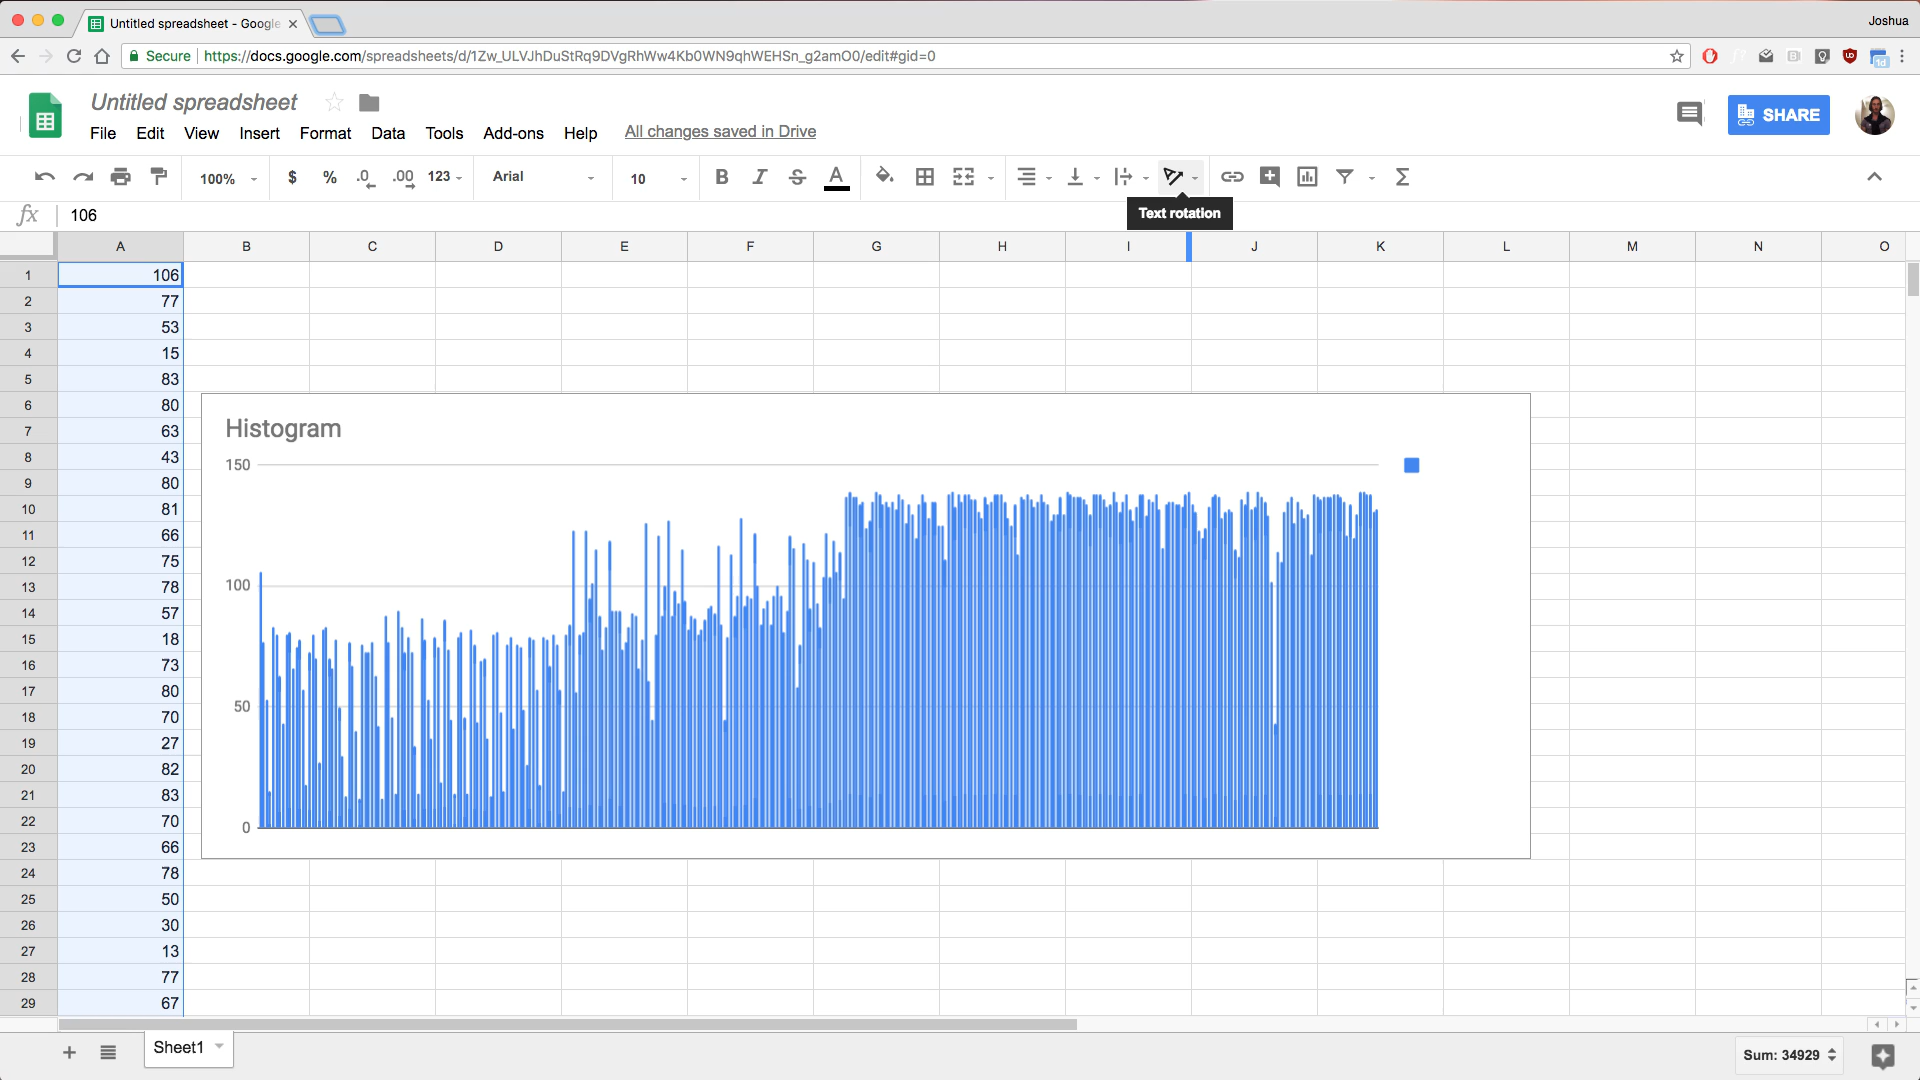 Untitled spreadsheet - Google
Joshua
Secure https://docs.google.com/spreadsheets/d/1Zw_ULVJhDuStRq9DVgRhWw4Kb0WN9qhWEHSn_g2amO0/edit#gid=0
Untitled spreadsheet
File Edit View Insert Format Data Tools Add-ons Help All changes saved in Drive
SHARE
100% $ % .0 .00 123 Arial 10 B I S A
Text rotation
fx 106
A B C D E F G H I J K L M N O
1 106
2 77
3 53
4 15
5 83
6 80
7 63
8 43
9 80
10 81
11 66
12 75
13 78
14 57
15 18
16 73
17 80
18 70
19 27
20 82
21 83
22 70
23 66
24 78
25 50
26 30
27 13
28 77
29 67
Histogram
150
100
50
0
Sheet1
Sum: 34929